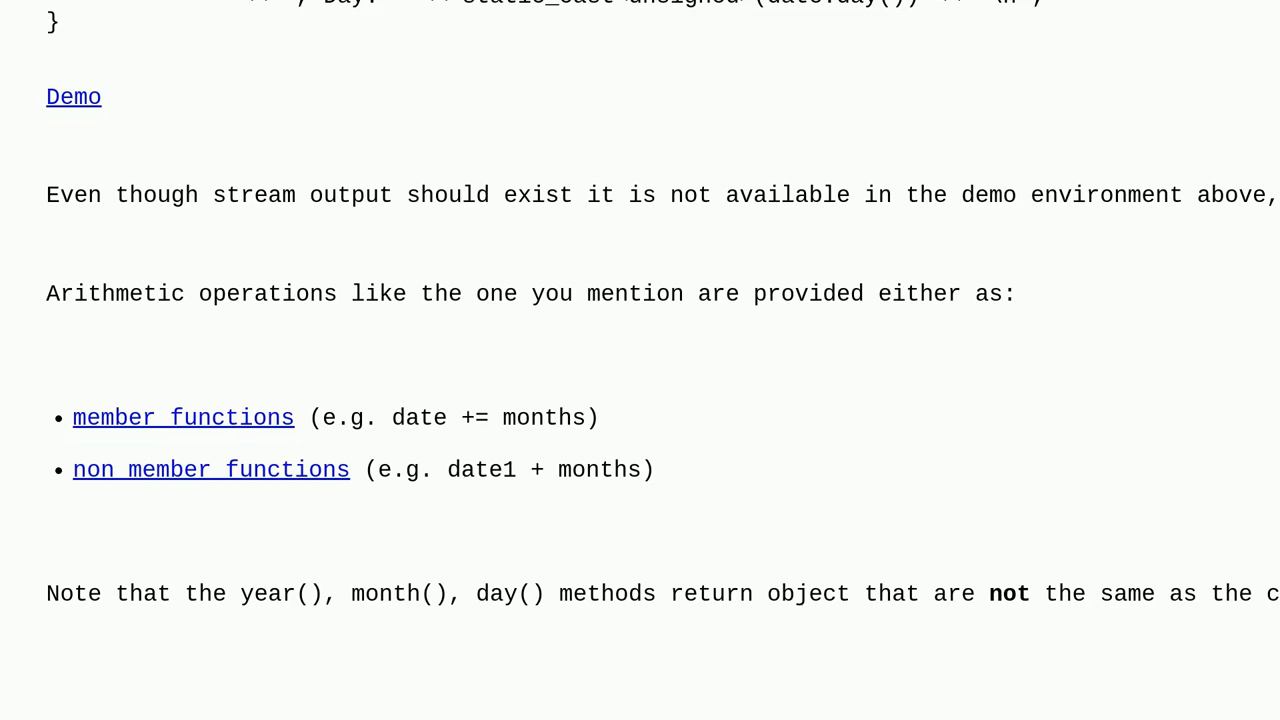 }
Demo
Even though stream output should exist it is not available in the demo environment above,
Arithmetic operations like the one you mention are provided either as:
• member functions (e.g. date += months)
• non member functions (e.g. date1 + months)
Note that the year(), month(), day() methods return object that are not the same as the